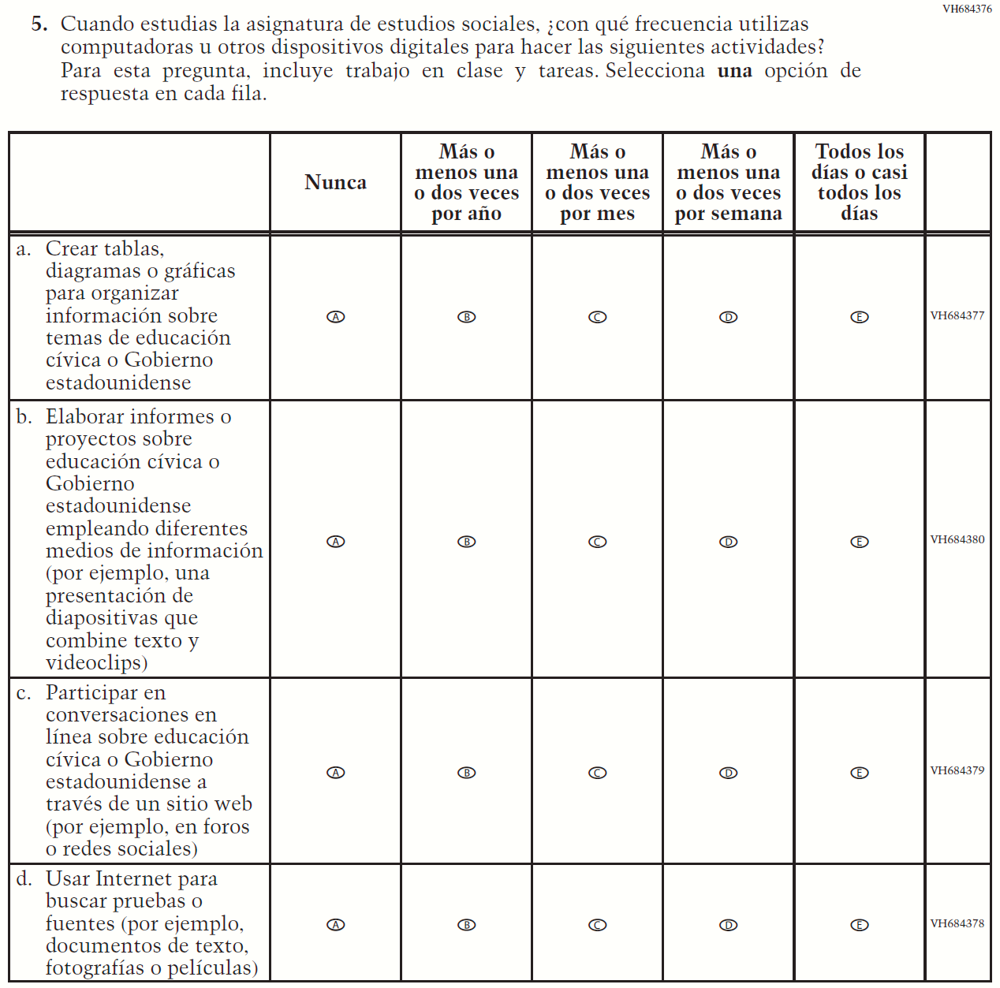 VH684376
5. Cuando estudias la asignatura de estudios sociales, ¿con qué frecuencia utilizas
computadoras u otros dispositivos digitales para hacer las siguientes actividades?
Para esta pregunta, incluye trabajo en clase y tareas. Selecciona una opción de
respuesta en cada fila.
Nunca
Más o
menos una
o dos veces
por año
Más o
menos una
o dos veces
por mes
Más o
menos una
o dos veces
por semana
Todos los
días o casi
todos los
días
a. Crear tablas,
diagramas o gráficas
para organizar
información sobre
temas de educación
cívica o Gobierno
estadounidense
A B C D E VH684377
b. Elaborar informes o
proyectos sobre
educación cívica o
Gobierno
estadounidense
empleando diferentes
medios de información
(por ejemplo, una
presentación de
diapositivas que
combine texto y
videoclips)
A B C D E VH684380
c. Participar en
conversaciones en
línea sobre educación
cívica o Gobierno
estadounidense a
través de un sitio web
(por ejemplo, en foros
o redes sociales)
A B C D E VH684379
d. Usar Internet para
buscar pruebas o
fuentes (por ejemplo,
documentos de texto,
fotografías o películas)
A B C D E VH684378